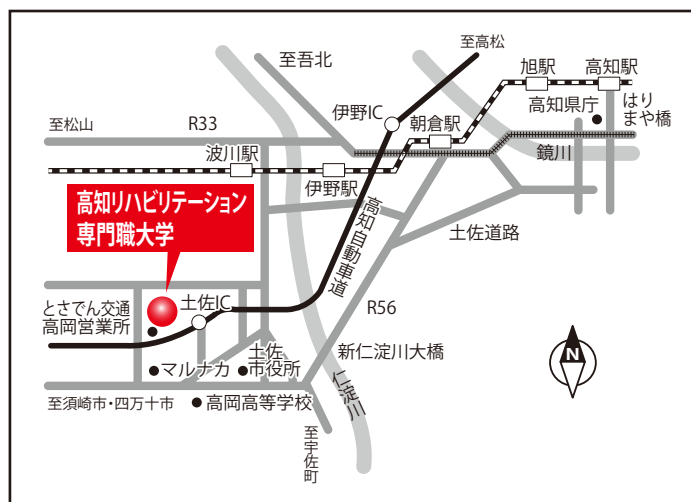 至高松
至吾北
旭駅
高知駅
伊野IC
高知県庁
はり
まや橋
至松山
R33
朝倉駅
波川駅
鏡川
伊野駅
高知リハビリテーション
専門職大学
高知自動車道
土佐道路
とさでん交通
高岡営業所
土佐IC
R56
新仁淀川大橋
N
マルナカ
土佐
市役所
仁淀川
至須崎市・四万十市
高岡高等学校
至宇佐町